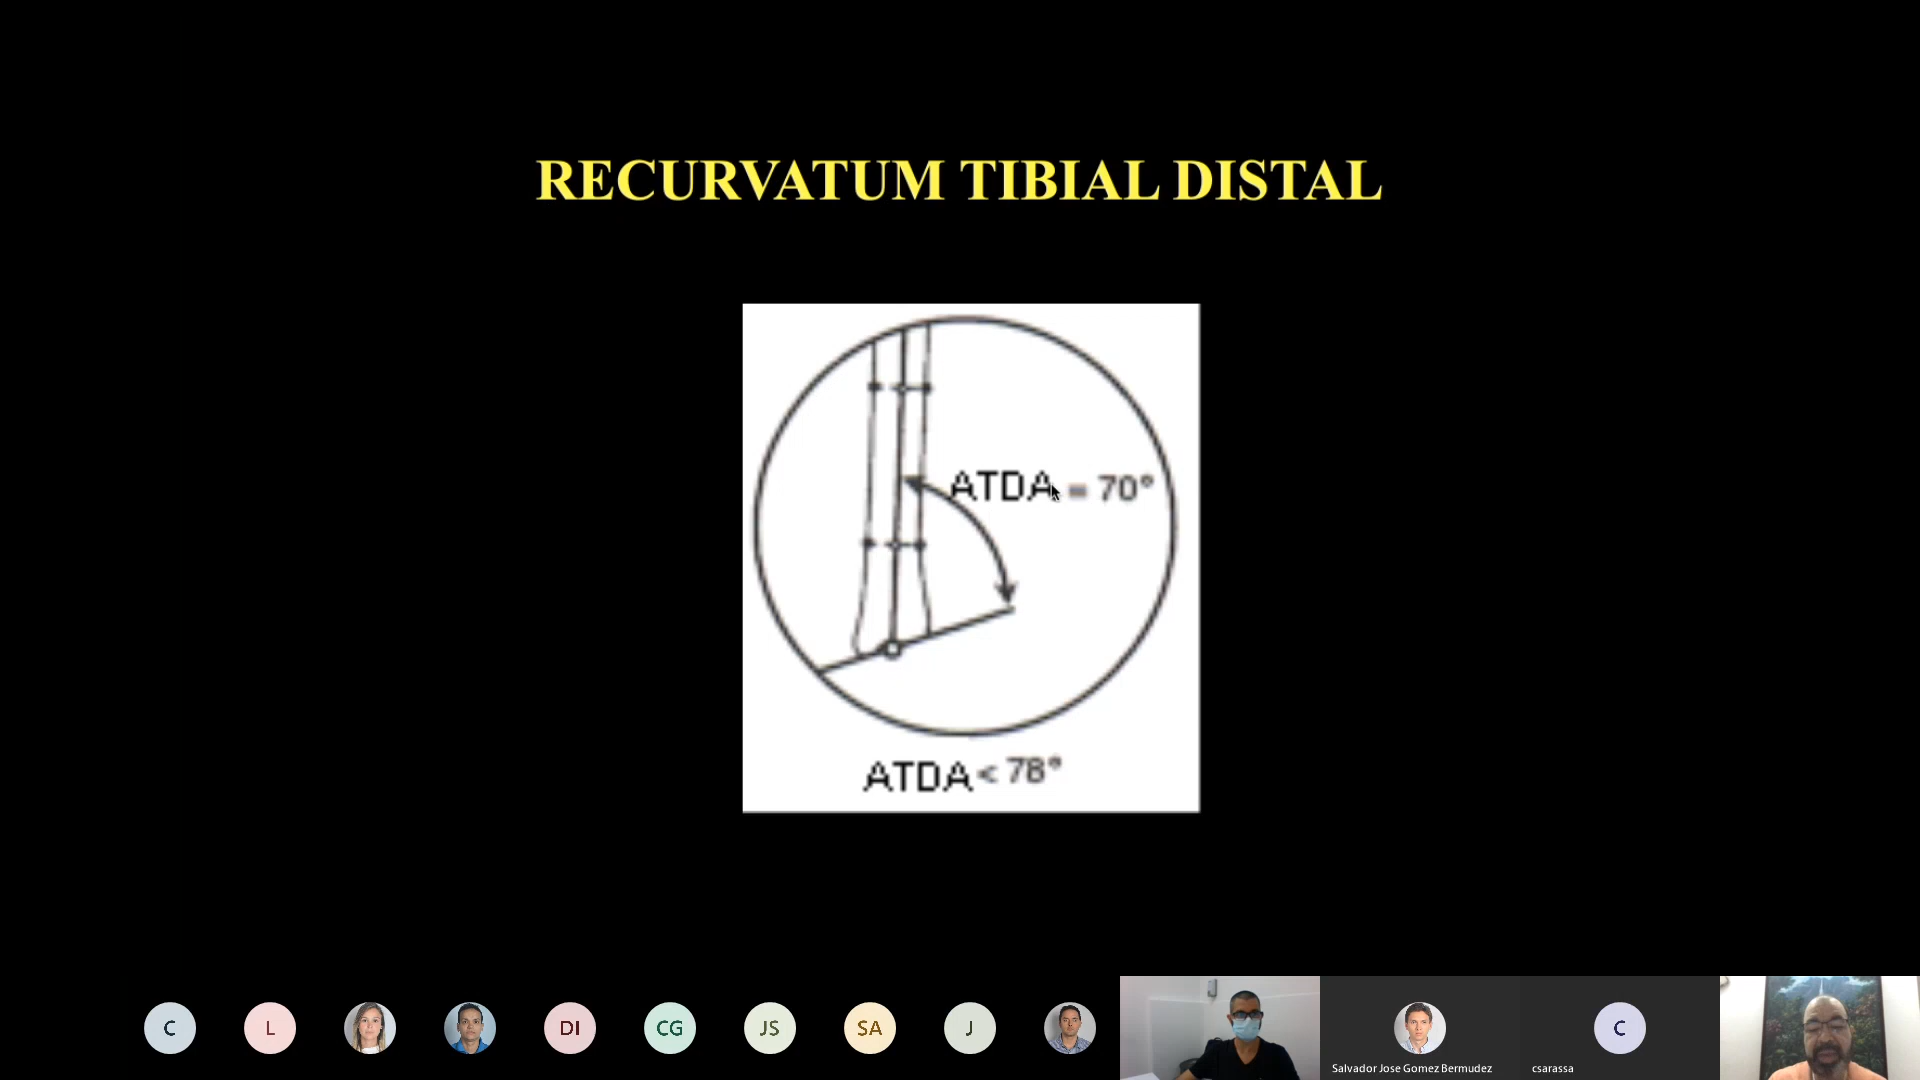 RECURVATUM TIBIAL DISTAL
ATDA = 70°
ATDA < 78°
C
L
DI
CG
JS
SA
J
C
Salvador Jose Gomez Bermudez
csarassa